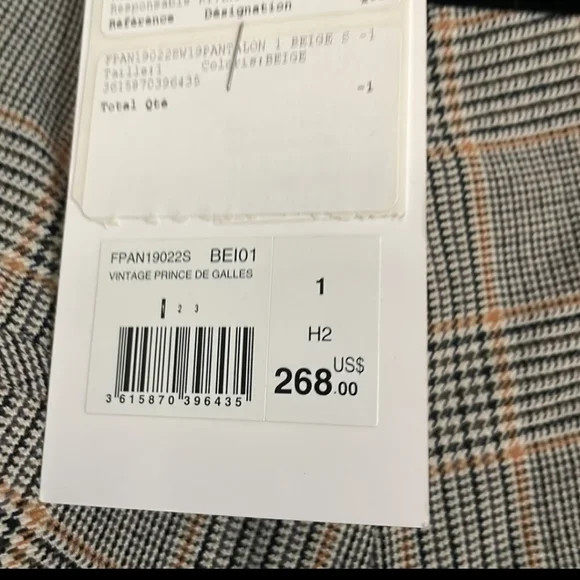 Responsable
Référence Désignation
FPAN19022SW19PANTALON 1 BEIGE S -1
Taille:1 Coloris:BEIGE
3615870396435 -1
Total Qté
FPAN19022S BEI01
VINTAGE PRINCE DE GALLES
1 2 3
3 615870 396435
1
H2
US$
268.00